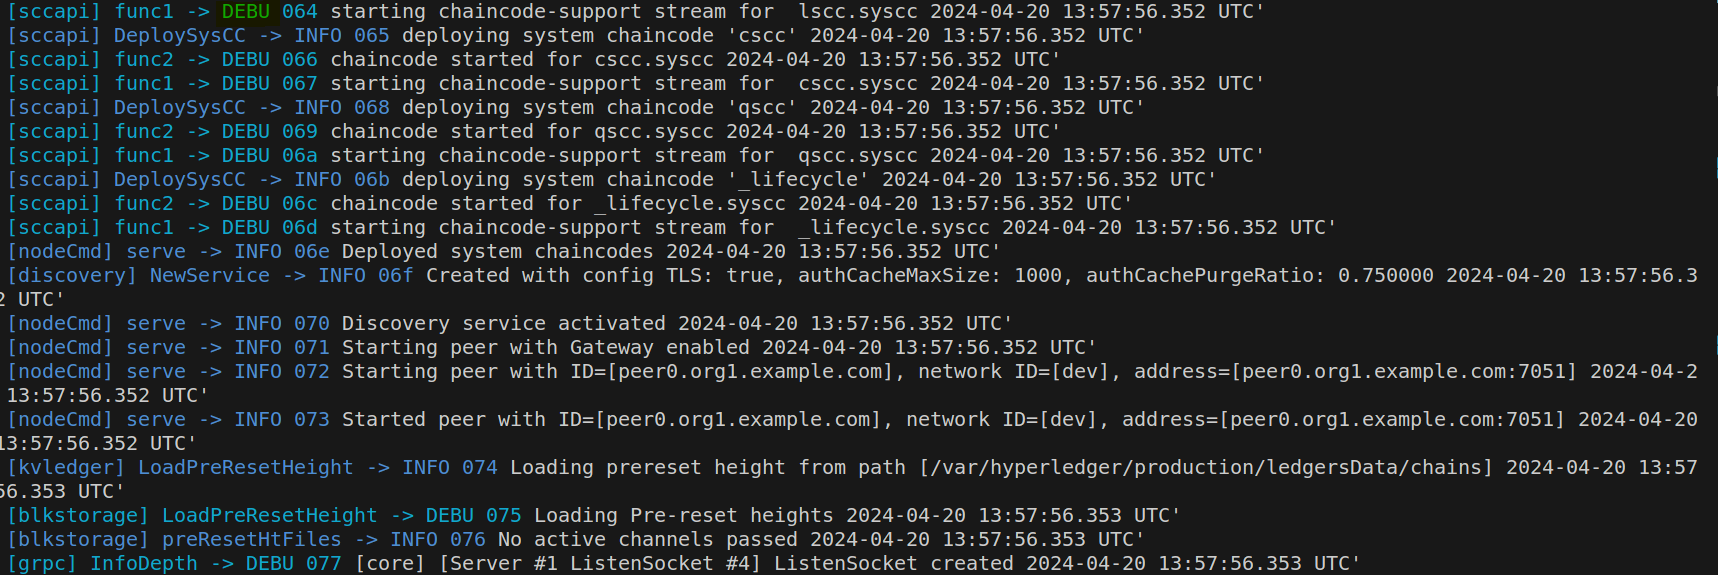 [sccapi] func1 -> DEBU 064 starting chaincode-support stream for  lscc.syscc 2024-04-20 13:57:56.352 UTC'
[sccapi] DeploySysCC -> INFO 065 deploying system chaincode 'cscc' 2024-04-20 13:57:56.352 UTC'
[sccapi] func2 -> DEBU 066 chaincode started for cscc.syscc 2024-04-20 13:57:56.352 UTC'
[sccapi] func1 -> DEBU 067 starting chaincode-support stream for  cscc.syscc 2024-04-20 13:57:56.352 UTC'
[sccapi] DeploySysCC -> INFO 068 deploying system chaincode 'qscc' 2024-04-20 13:57:56.352 UTC'
[sccapi] func2 -> DEBU 069 chaincode started for qscc.syscc 2024-04-20 13:57:56.352 UTC'
[sccapi] func1 -> DEBU 06a starting chaincode-support stream for  qscc.syscc 2024-04-20 13:57:56.352 UTC'
[sccapi] DeploySysCC -> INFO 06b deploying system chaincode '_lifecycle' 2024-04-20 13:57:56.352 UTC'
[sccapi] func2 -> DEBU 06c chaincode started for _lifecycle.syscc 2024-04-20 13:57:56.352 UTC'
[sccapi] func1 -> DEBU 06d starting chaincode-support stream for  _lifecycle.syscc 2024-04-20 13:57:56.352 UTC'
[nodeCmd] serve -> INFO 06e Deployed system chaincodes 2024-04-20 13:57:56.352 UTC'
[discovery] NewService -> INFO 06f Created with config TLS: true, authCacheMaxSize: 1000, authCachePurgeRatio: 0.750000 2024-04-20 13:57:56.3
2 UTC'
[nodeCmd] serve -> INFO 070 Discovery service activated 2024-04-20 13:57:56.352 UTC'
[nodeCmd] serve -> INFO 071 Starting peer with Gateway enabled 2024-04-20 13:57:56.352 UTC'
[nodeCmd] serve -> INFO 072 Starting peer with ID=[peer0.org1.example.com], network ID=[dev], address=[peer0.org1.example.com:7051] 2024-04-2
13:57:56.352 UTC'
[nodeCmd] serve -> INFO 073 Started peer with ID=[peer0.org1.example.com], network ID=[dev], address=[peer0.org1.example.com:7051] 2024-04-20
13:57:56.352 UTC'
[kvledger] LoadPreResetHeight -> INFO 074 Loading prereset height from path [/var/hyperledger/production/ledgersData/chains] 2024-04-20 13:57
56.353 UTC'
[blkstorage] LoadPreResetHeight -> DEBU 075 Loading Pre-reset heights 2024-04-20 13:57:56.353 UTC'
[blkstorage] preResetHtFiles -> INFO 076 No active channels passed 2024-04-20 13:57:56.353 UTC'
[grpc] InfoDepth -> DEBU 077 [core] [Server #1 ListenSocket #4] ListenSocket created 2024-04-20 13:57:56.353 UTC'